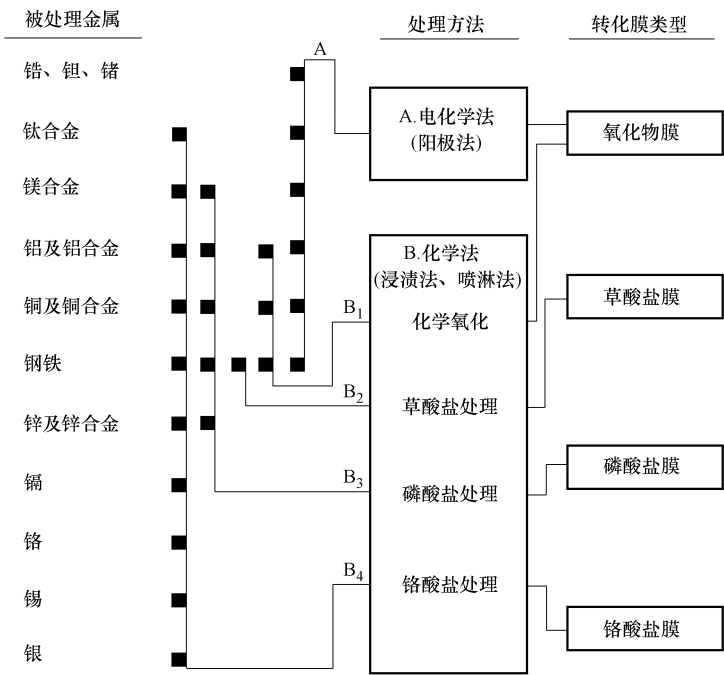 被处理金属
处理方法
转化膜类型
锆、钽、锗
钛合金
镁合金
铝及铝合金
铜及铜合金
钢铁
锌及锌合金
镉
铬
锡
银
A
B₁
B₂
B₃
B₄
A.电化学法
(阳极法)
B.化学法
(浸渍法、喷淋法)
化学氧化
草酸盐处理
磷酸盐处理
铬酸盐处理
氧化物膜
草酸盐膜
磷酸盐膜
铬酸盐膜